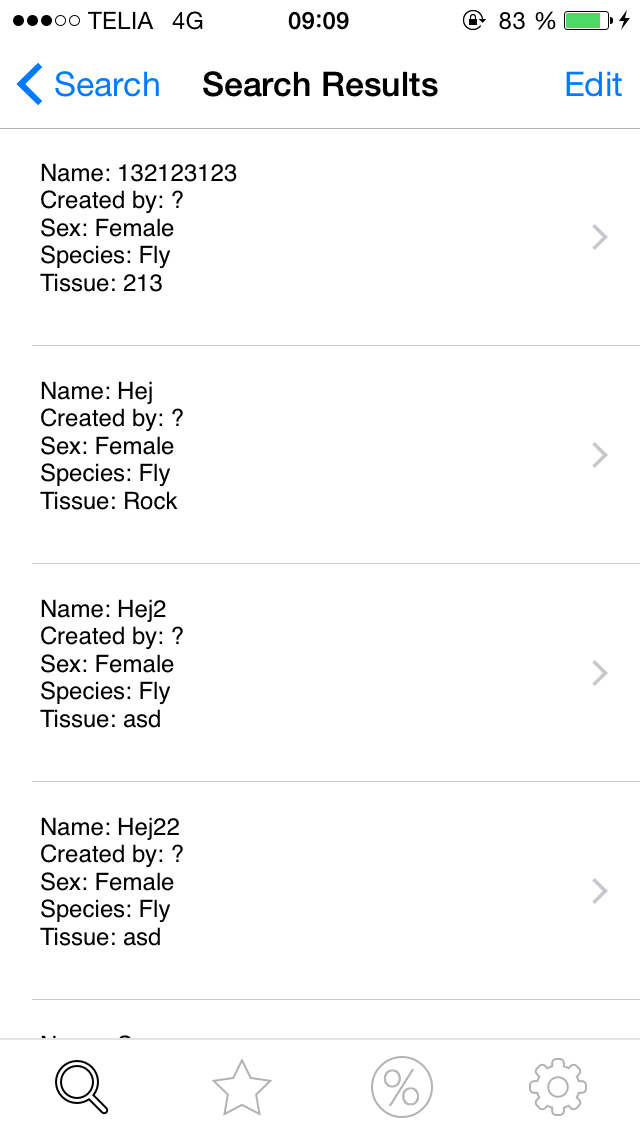 TELIA 4G 09:09 83 %
Search Search Results Edit
Name: 132123123
Created by: ?
Sex: Female
Species: Fly
Tissue: 213
Name: Hej
Created by: ?
Sex: Female
Species: Fly
Tissue: Rock
Name: Hej2
Created by: ?
Sex: Female
Species: Fly
Tissue: asd
Name: Hej22
Created by: ?
Sex: Female
Species: Fly
Tissue: asd
%